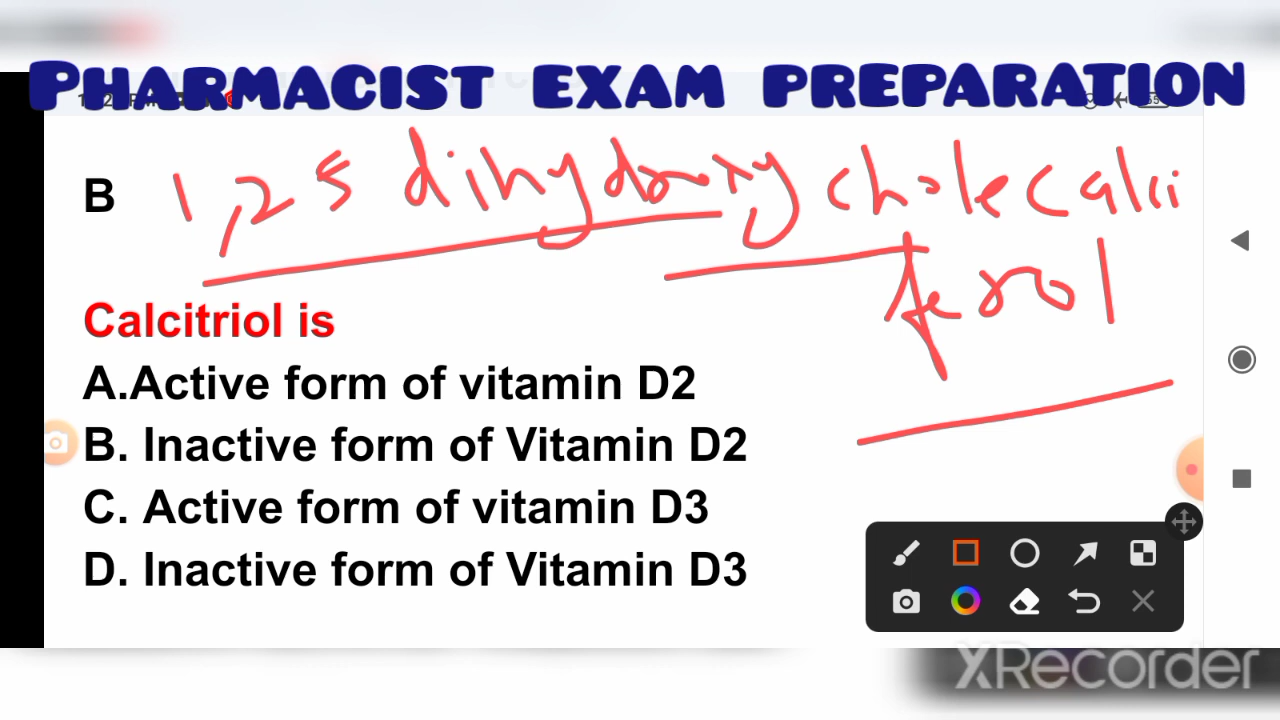 PHARMACIST EXAM PREPARATION
B 1,25 dihydroxy cholecalci
ferol
Calcitriol is
A.Active form of vitamin D2
B. Inactive form of Vitamin D2
C. Active form of vitamin D3
D. Inactive form of Vitamin D3
XRecorder